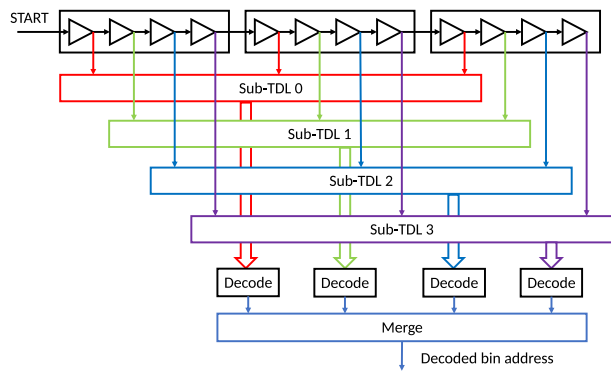 START
Sub-TDL 0
Sub-TDL 1
Sub-TDL 2
Sub-TDL 3
Decode Decode Decode Decode
Merge
Decoded bin address